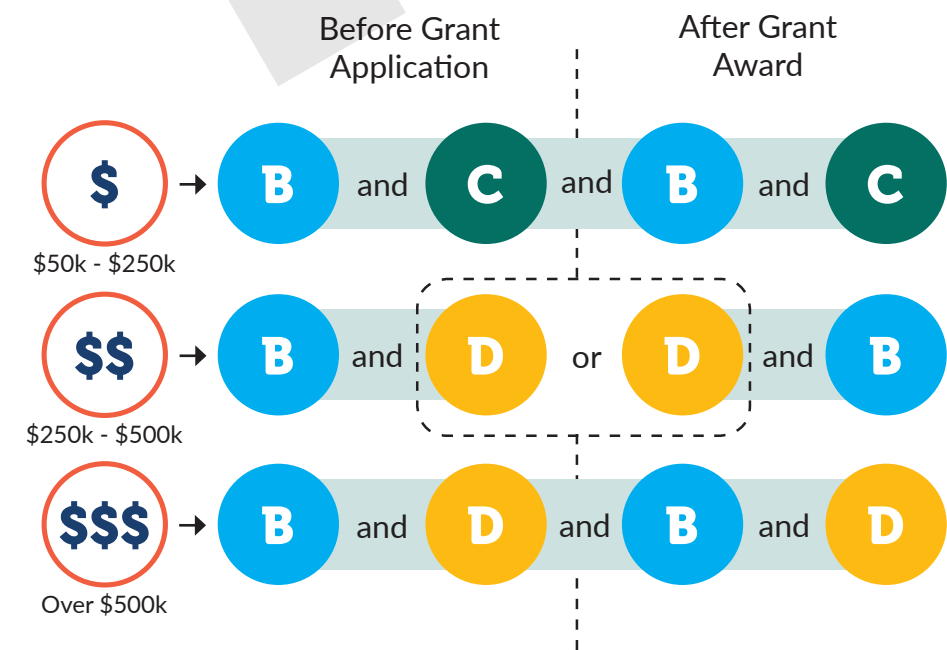 Before Grant
Application
After Grant
Award
$ B and C and B and C
$50k - $250k
$$ B and D or D and B
$250k - $500k
$$$ B and D and B and D
Over $500k